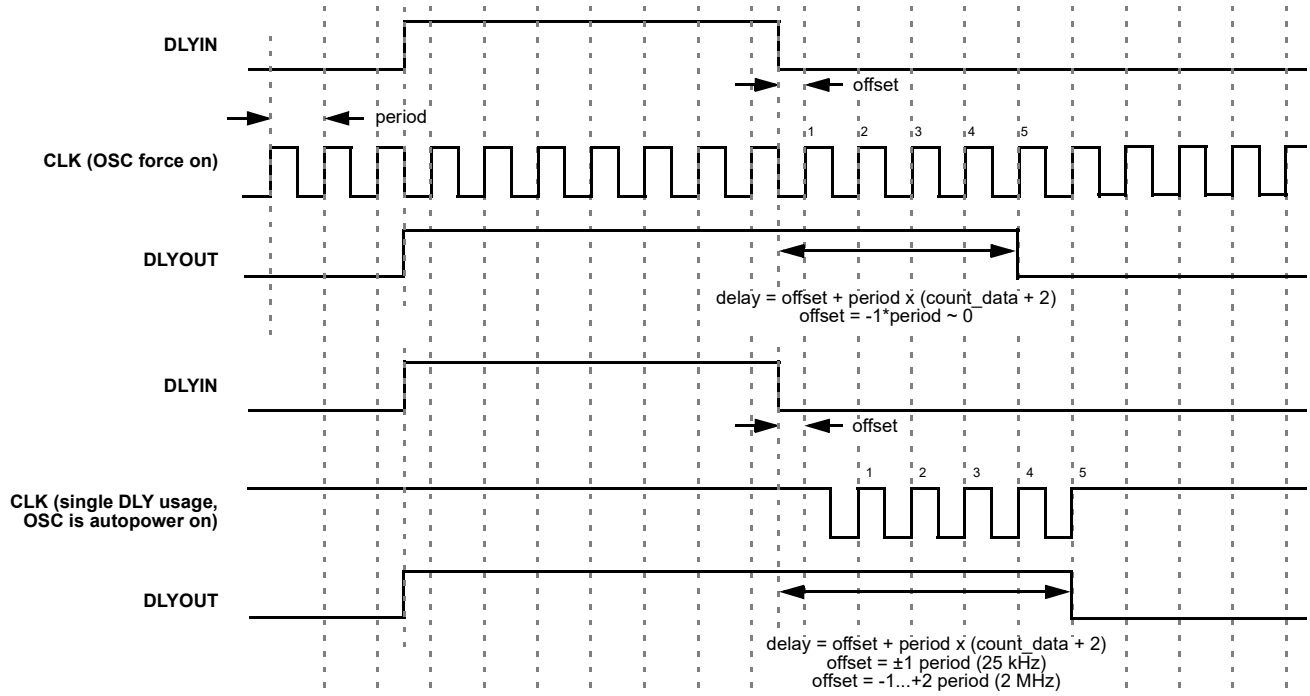 DLYIN
offset
period
1 2 3 4 5
CLK (OSC force on)
DLYOUT
delay = offset + period x (count_data + 2)
offset = -1*period ~ 0
DLYIN
offset
1 2 3 4 5
CLK (single DLY usage,
OSC is autopower on)
DLYOUT
delay = offset + period x (count_data + 2)
offset = ±1 period (25 kHz)
offset = -1...+2 period (2 MHz)